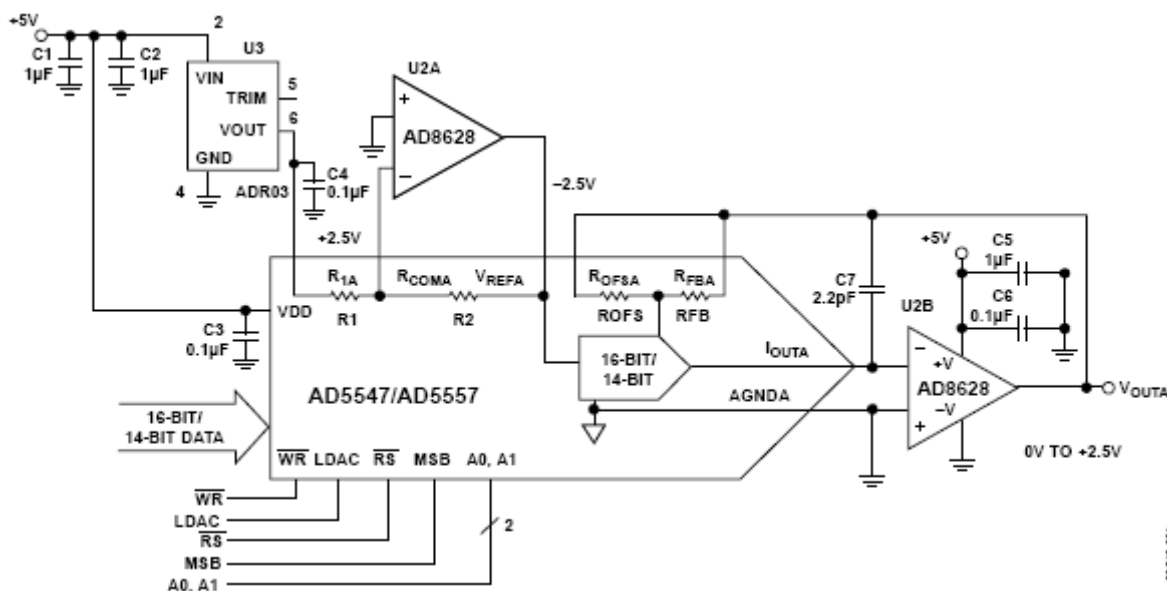 +5V
2
U3
C1
1µF
C2
1µF
VIN
TRIM
5
VOUT
6
GND
4
ADR03
C4
0.1µF
U2A
+
AD8628
−
–2.5V
+2.5V
R1A
RCOMA
VREFA
R1
R2
ROFSA
RFBA
ROFS
RFB
VDD
C3
0.1µF
16-BIT/
14-BIT
IOUTA
AGNDA
C7
2.2pF
+5V
C5
1µF
C6
0.1µF
U2B
−
+V
AD8628
−V
+
VOUTA
0V TO +2.5V
AD5547/AD5557
16-BIT/
14-BIT DATA
WR LDAC RS MSB A0, A1
WR
LDAC
RS
MSB
A0, A1
2